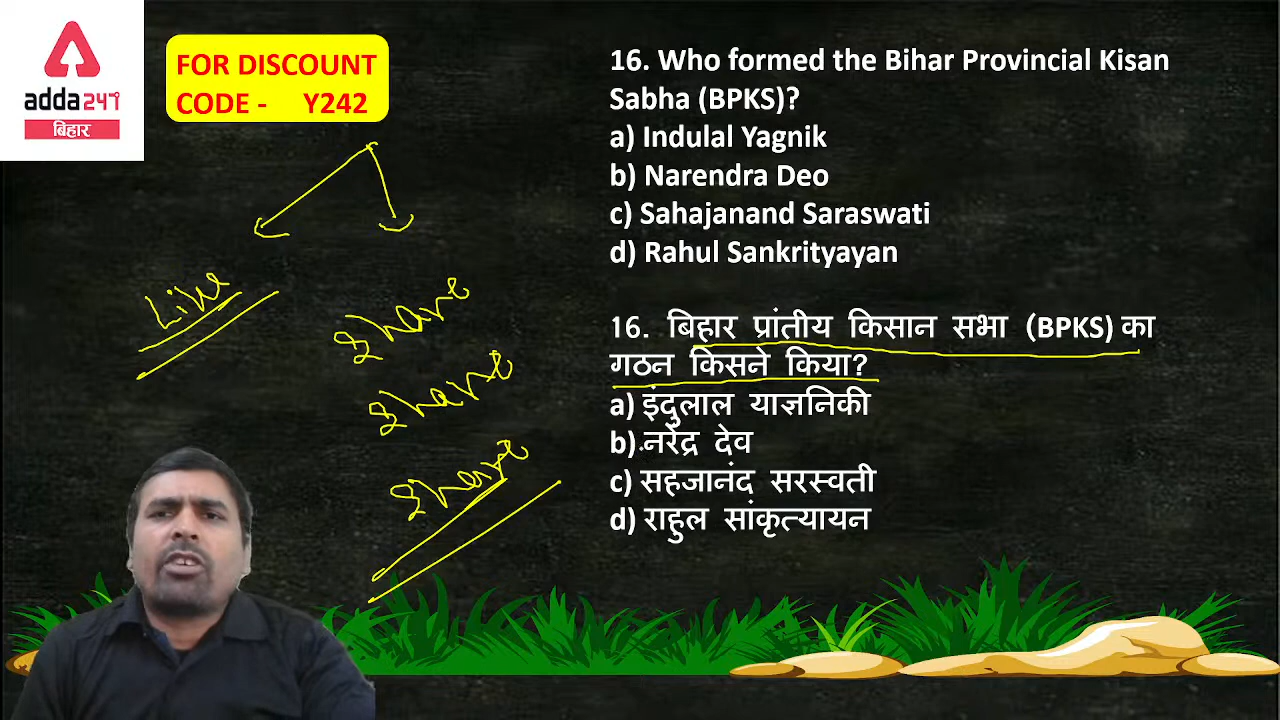 adda247
बिहार
FOR DISCOUNT
CODE - Y242
Like
Share
Share
Share
16. Who formed the Bihar Provincial Kisan
Sabha (BPKS)?
a) Indulal Yagnik
b) Narendra Deo
c) Sahajanand Saraswati
d) Rahul Sankrityayan
16. बिहार प्रांतीय किसान सभा (BPKS) का
गठन किसने किया?
a) इंदुलाल याज्ञनिकी
b) नरेंद्र देव
c) सहजानंद सरस्वती
d) राहुल सांकृत्यायन